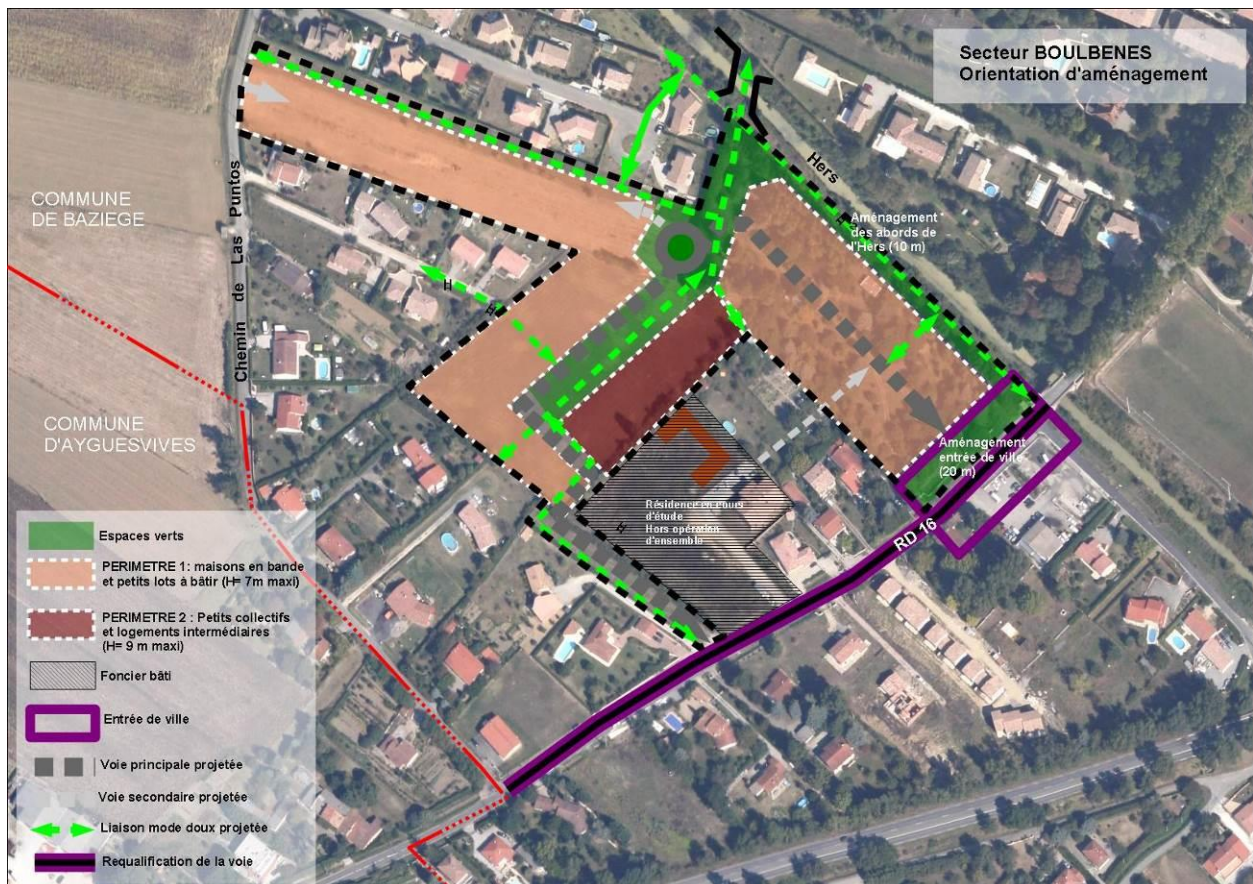 Secteur BOULBENES
Orientation d'aménagement
Hers
COMMUNE
DE BAZIEGE
Chemin de Las Puntos
Aménagement
des abords de
l'Hers (10 m)
H
H
COMMUNE
D'AYGUESVIVES
Aménagement
entrée de ville
(20 m)
Résidence en cours
d'étude
Hors opération
d'ensemble
H
RD 16
Espaces verts
PERIMETRE 1: maisons en bande
et petits lots à bâtir (H= 7m maxi)
PERIMETRE 2 : Petits collectifs
et logements intermédiaires
(H= 9 m maxi)
Foncier bâti
Entrée de ville
Voie principale projetée
Voie secondaire projetée
Liaison mode doux projetée
Requalification de la voie